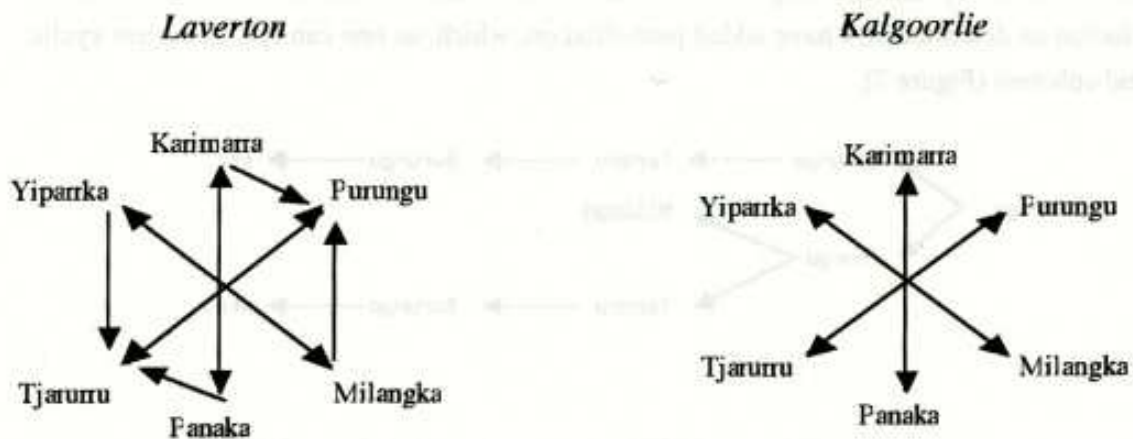 Laverton
Kalgoorlie
Karimarra
Yiparrka
Purungu
Tjarurru
Milangka
Panaka
Karimarra
Yiparrka
Purungu
Tjarurru
Milangka
Panaka